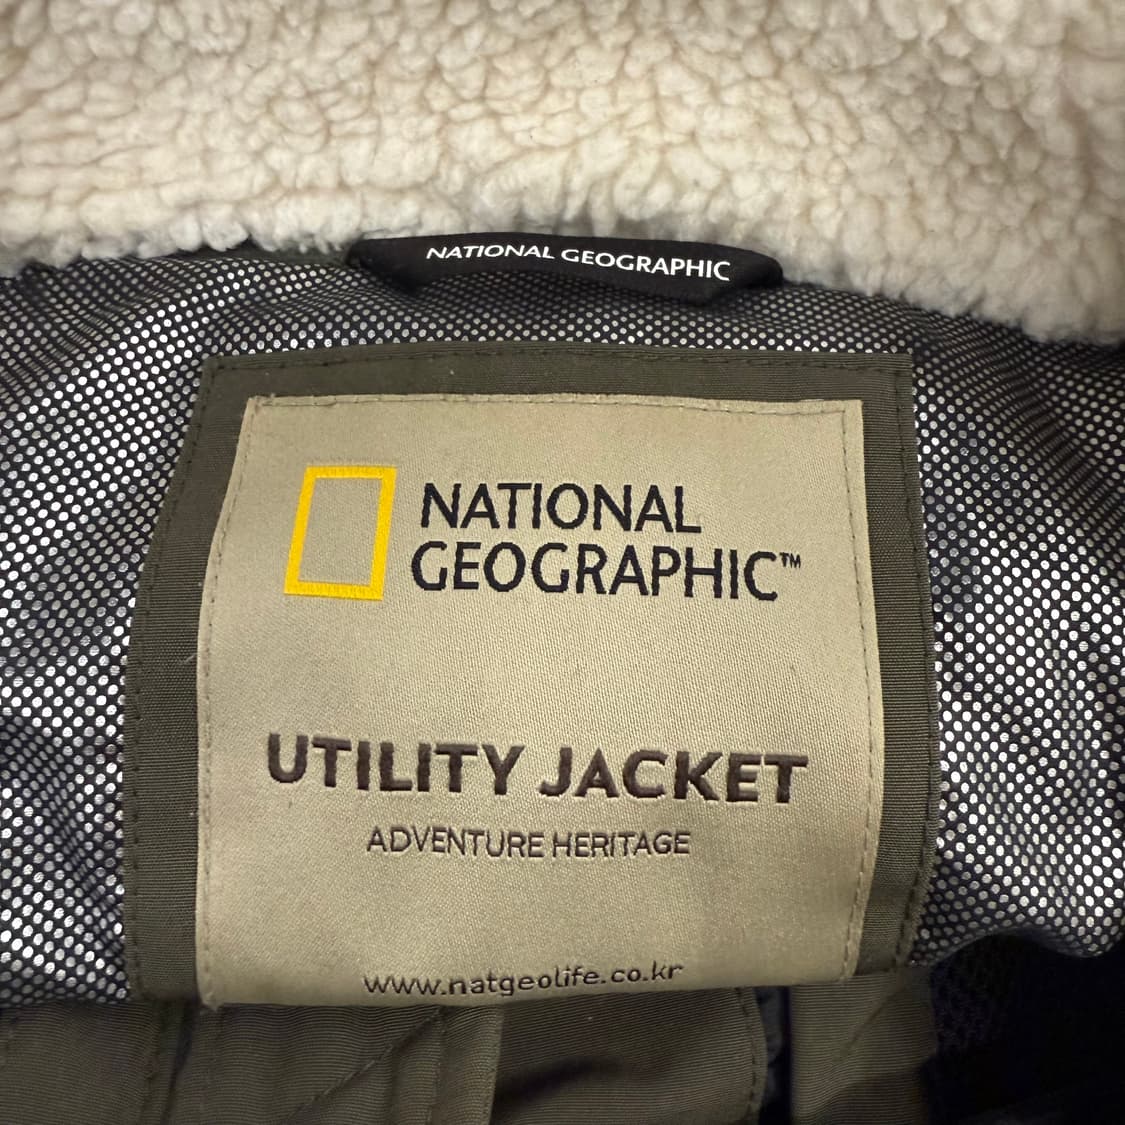 NATIONAL GEOGRAPHIC
NATIONAL
GEOGRAPHIC™
UTILITY JACKET
ADVENTURE HERITAGE
www.natgeolife.co.kr